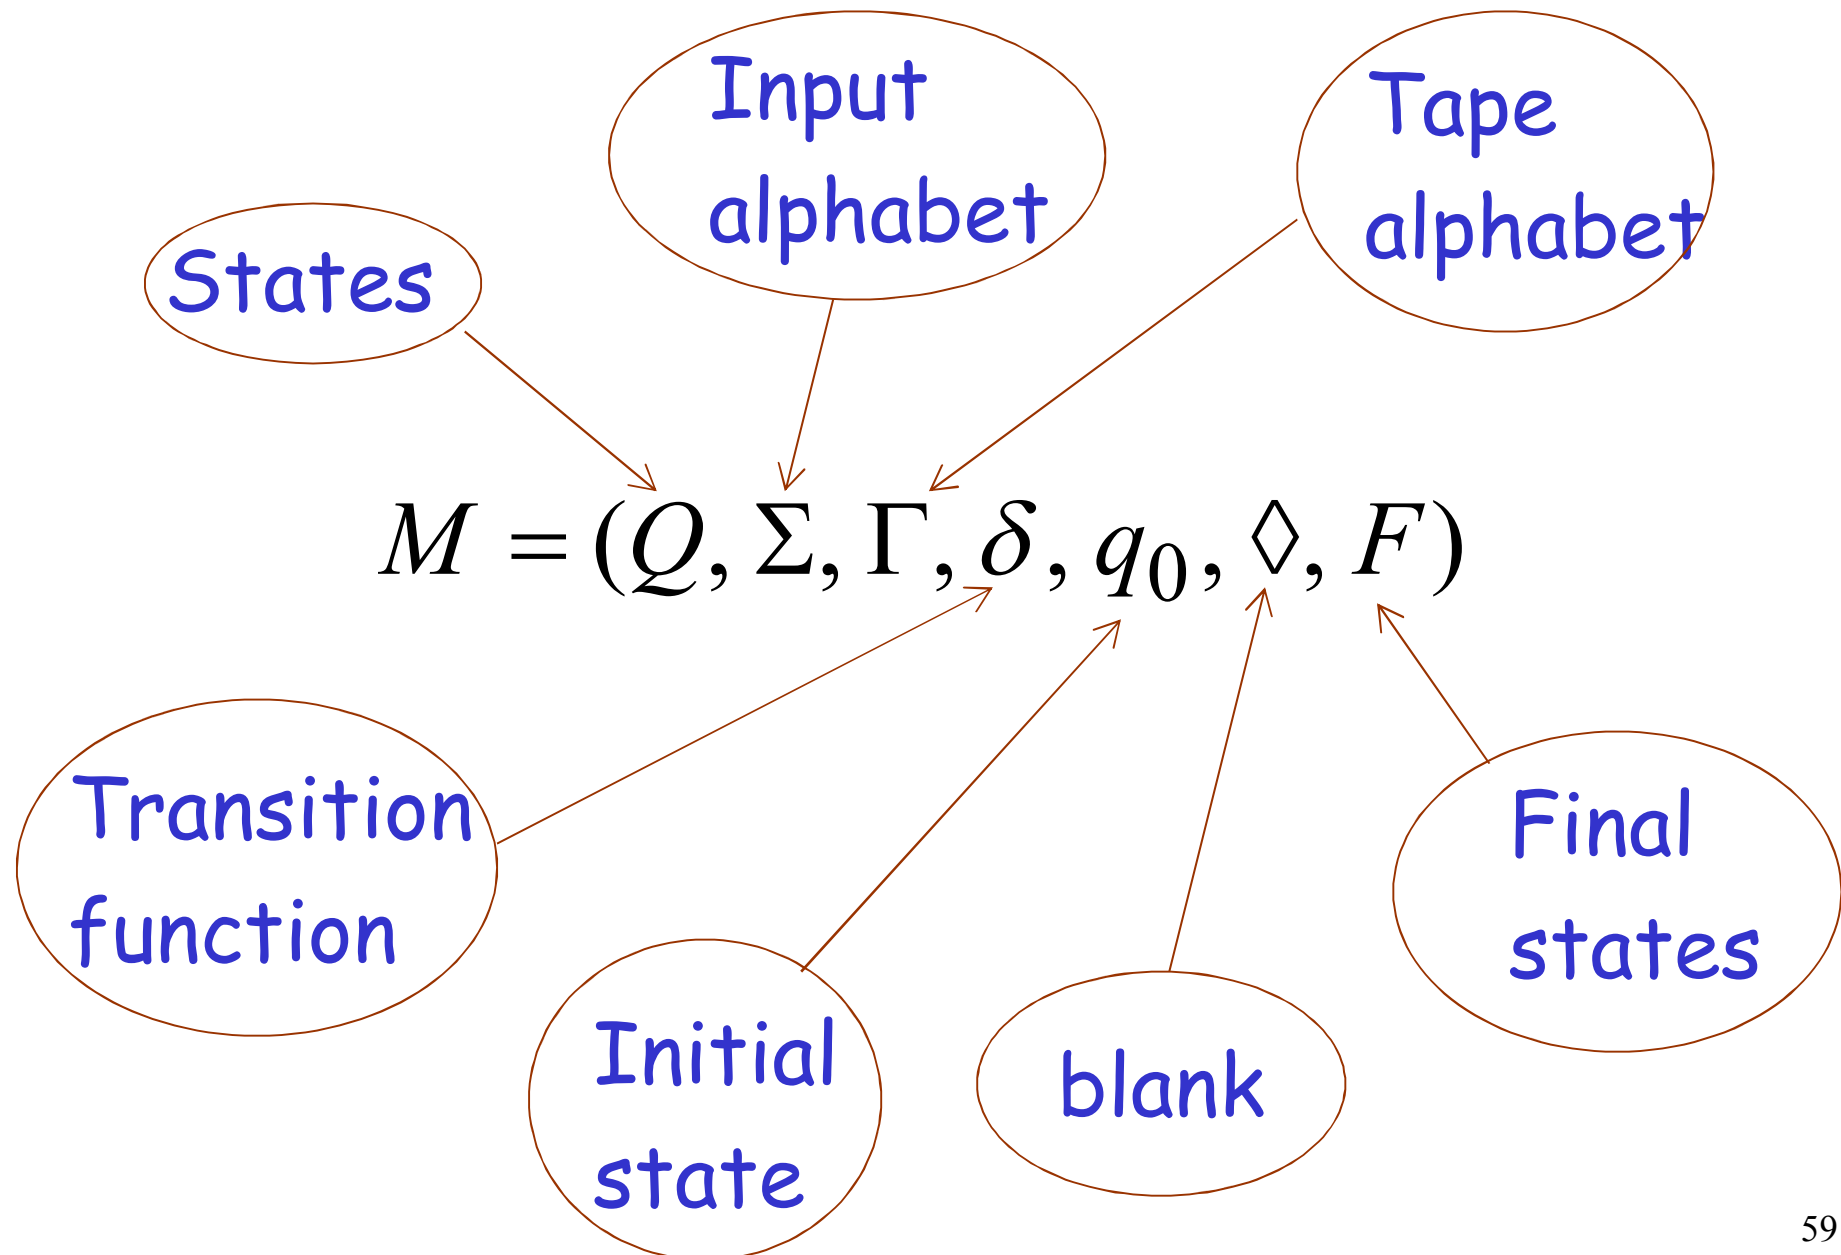 Input
alphabet
Tape
alphabet
States
M = (Q, Σ, Γ, δ, q₀, ◊, F)
Transition
function
Initial
state
blank
Final
states
59